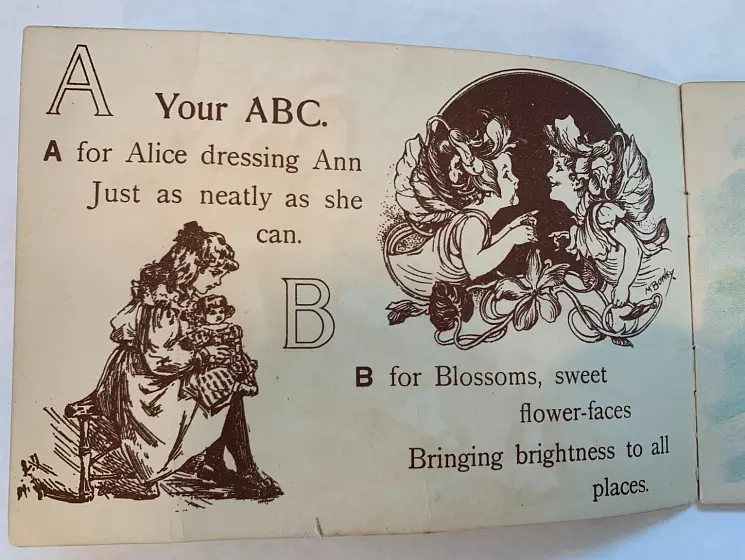 A
Your ABC.
A for Alice dressing Ann
Just as neatly as she
can.
B
B for Blossoms, sweet
flower-faces
Bringing brightness to all
places.